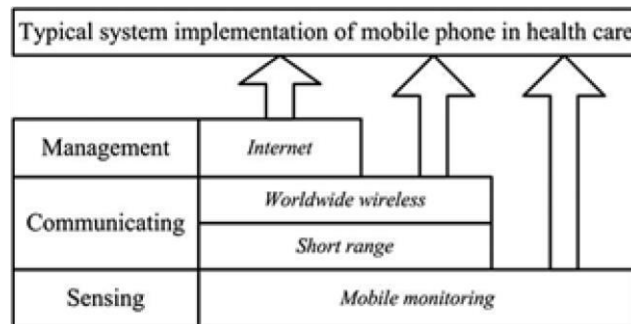 Typical system implementation of mobile phone in health care
Management
Internet
Communicating
Worldwide wireless
Short range
Sensing
Mobile monitoring